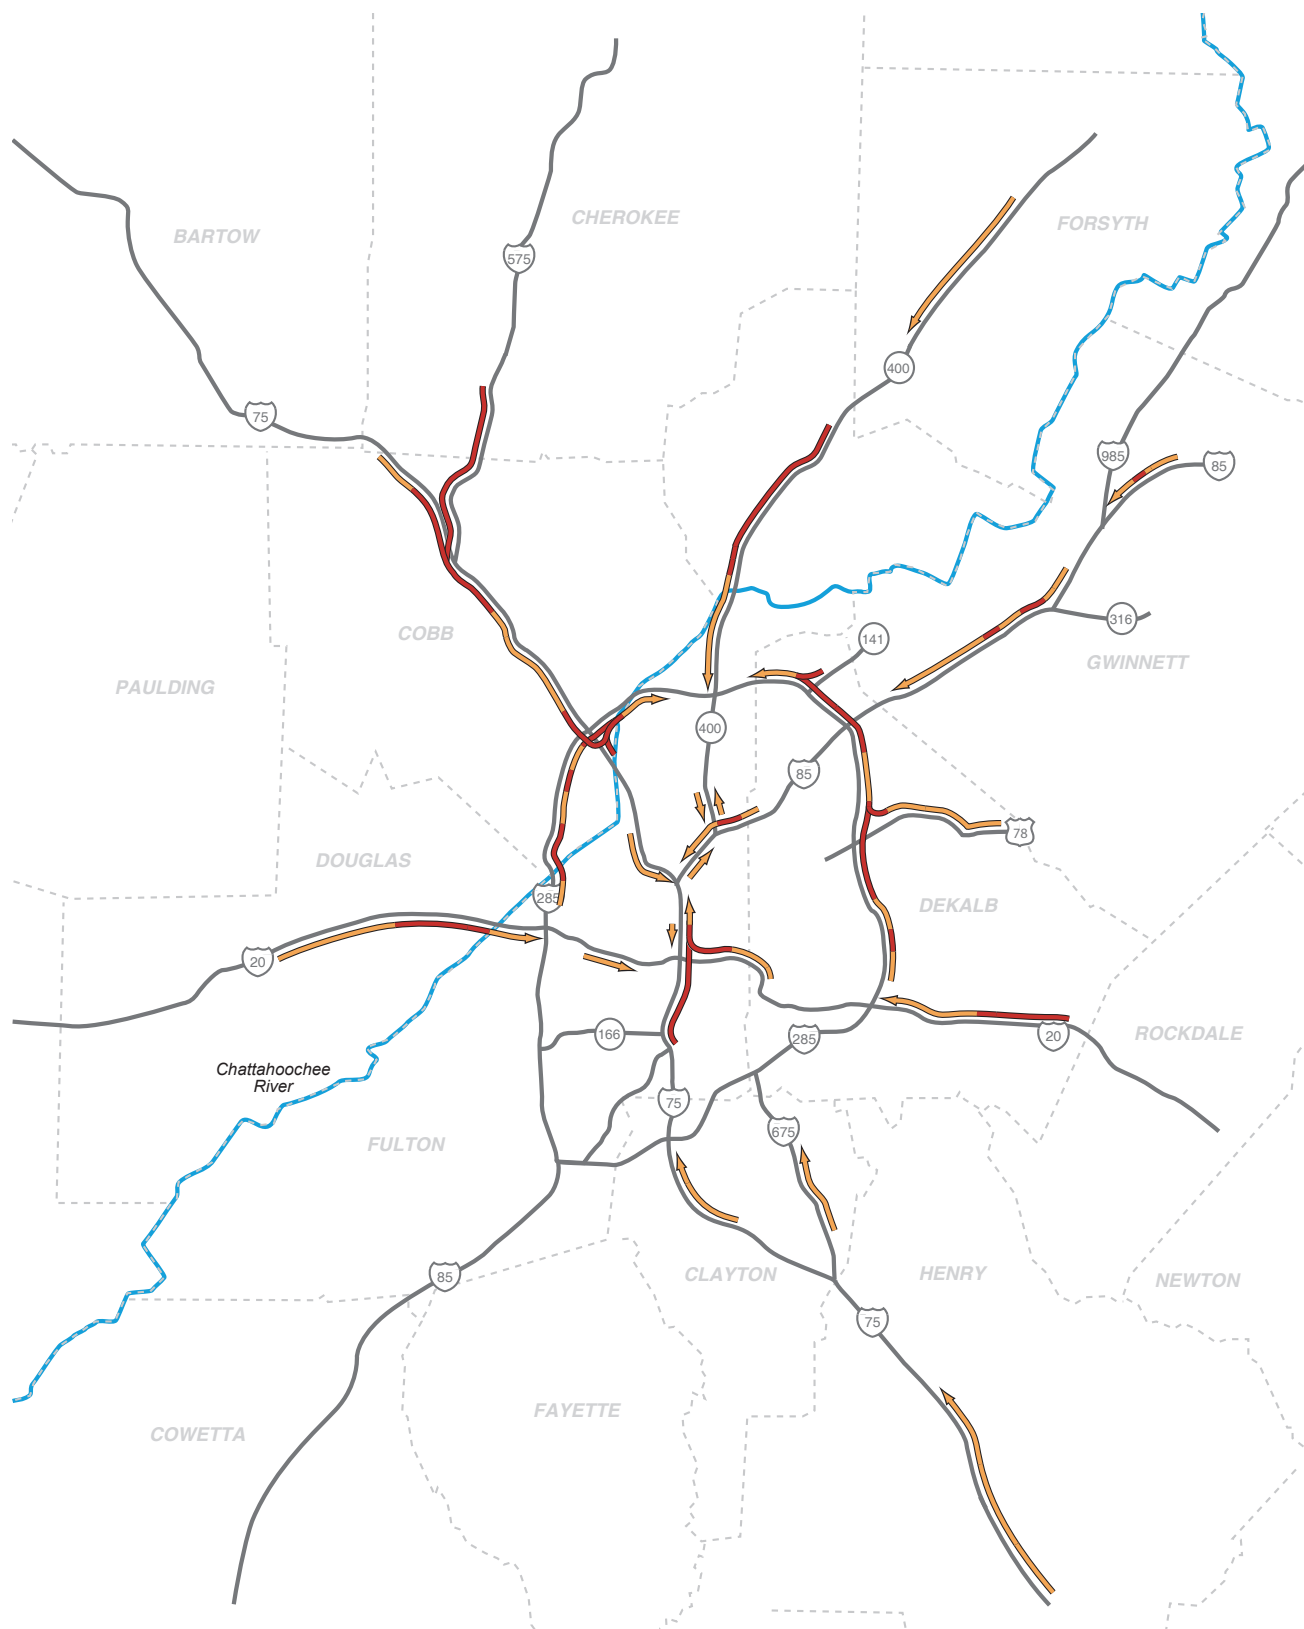 CHEROKEE
FORSYTH
BARTOW
575
400
75
985
85
316
COBB
141
GWINNETT
PAULDING
400
85
78
DOUGLAS
285
DEKALB
20
166
285
20
ROCKDALE
Chattahoochee
River
75
675
FULTON
85
CLAYTON
HENRY
NEWTON
75
FAYETTE
COWETTA